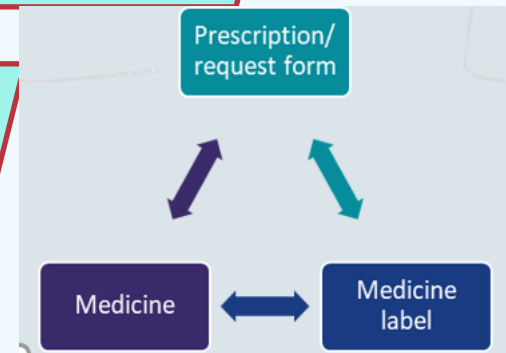 Prescription/
request form
Medicine
Medicine
label